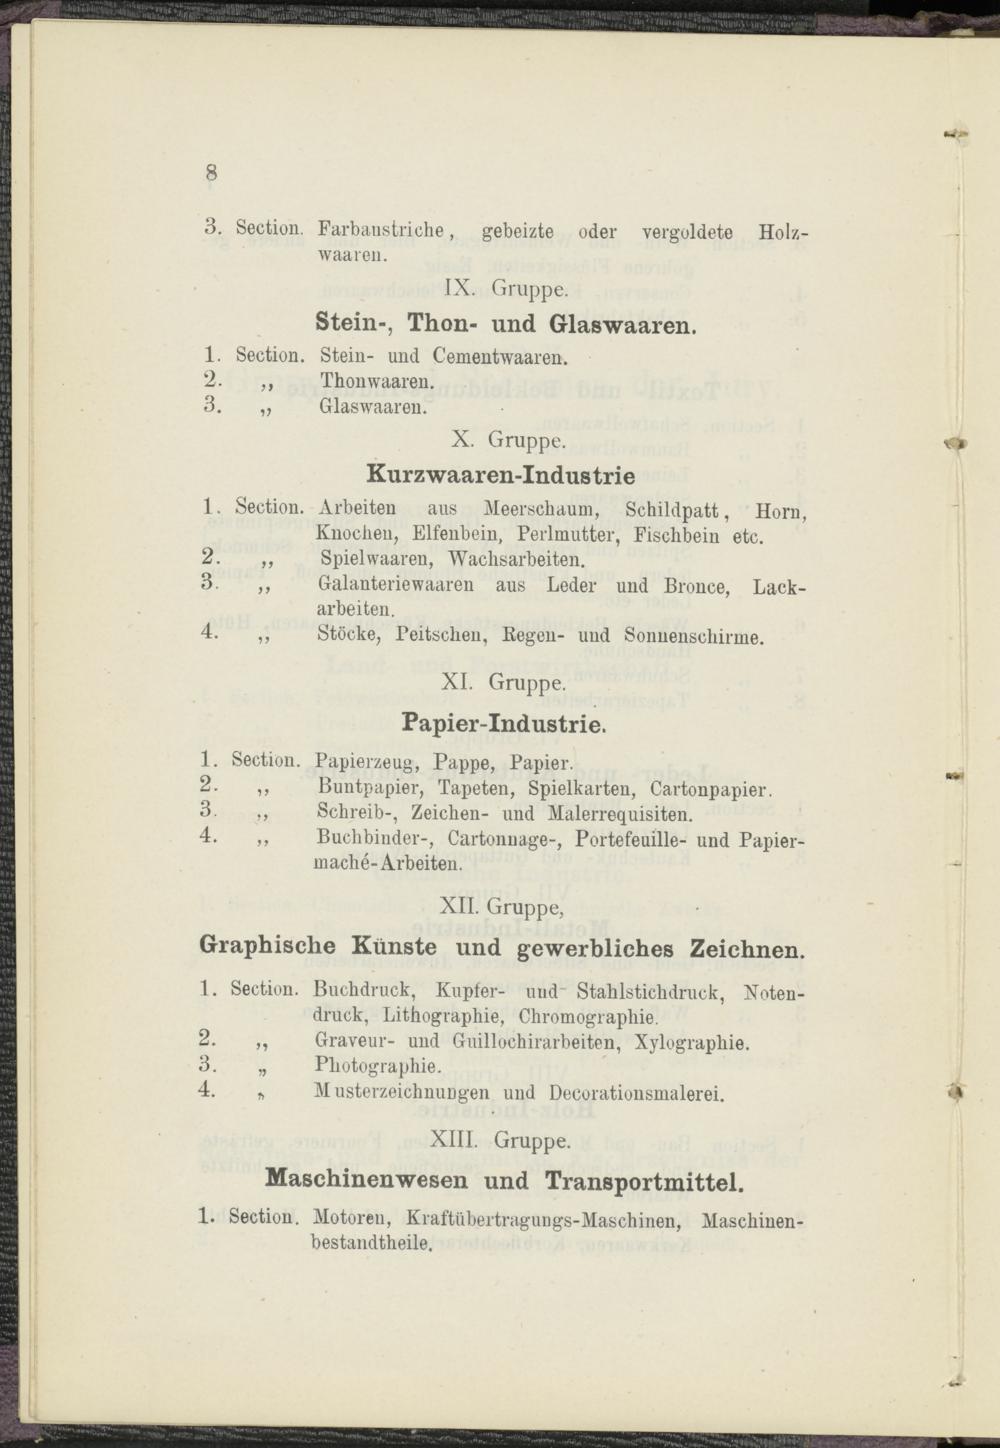 8
3. Section. Farbanstriche, gebeizte oder vergoldete Holz-
waaren.
IX. Gruppe.
Stein-, Thon- und Glaswaaren.
1. Section. Stein- und Cementwaaren.
2. „ Thonwaaren.
3. „ Glaswaaren.
X. Gruppe.
Kurzwaaren-Industrie
1. Section. Arbeiten aus Meerschaum, Schildpatt, Horn,
Knochen, Elfenbein, Perlmutter, Fischbein etc.
2. „ Spielwaaren, Wachsarbeiten.
3. „ Galanteriewaaren aus Leder und Bronce, Lack-
arbeiten.
4. „ Stöcke, Peitschen, Regen- und Sonnenschirme.
XI. Gruppe.
Papier-Industrie.
1. Section. Papierzeug, Pappe, Papier.
2. „ Buntpapier, Tapeten, Spielkarten, Cartonpapier.
3. „ Schreib-, Zeichen- und Malerrequisiten.
4. „ Buchbinder-, Cartonnage-, Portefeuille- und Papier-
maché-Arbeiten.
XII. Gruppe,
Graphische Künste und gewerbliches Zeichnen.
1. Section. Buchdruck, Kupfer- und Stahlstichdruck, Noten-
druck, Lithographie, Chromographie.
2. „ Graveur- und Guillochirarbeiten, Xylographie.
3. „ Photographie.
4. „ Musterzeichnungen und Decorationsmalerei.
XIII. Gruppe.
Maschinenwesen und Transportmittel.
1. Section. Motoren, Kraftübertragungs-Maschinen, Maschinen-
bestandtheile.